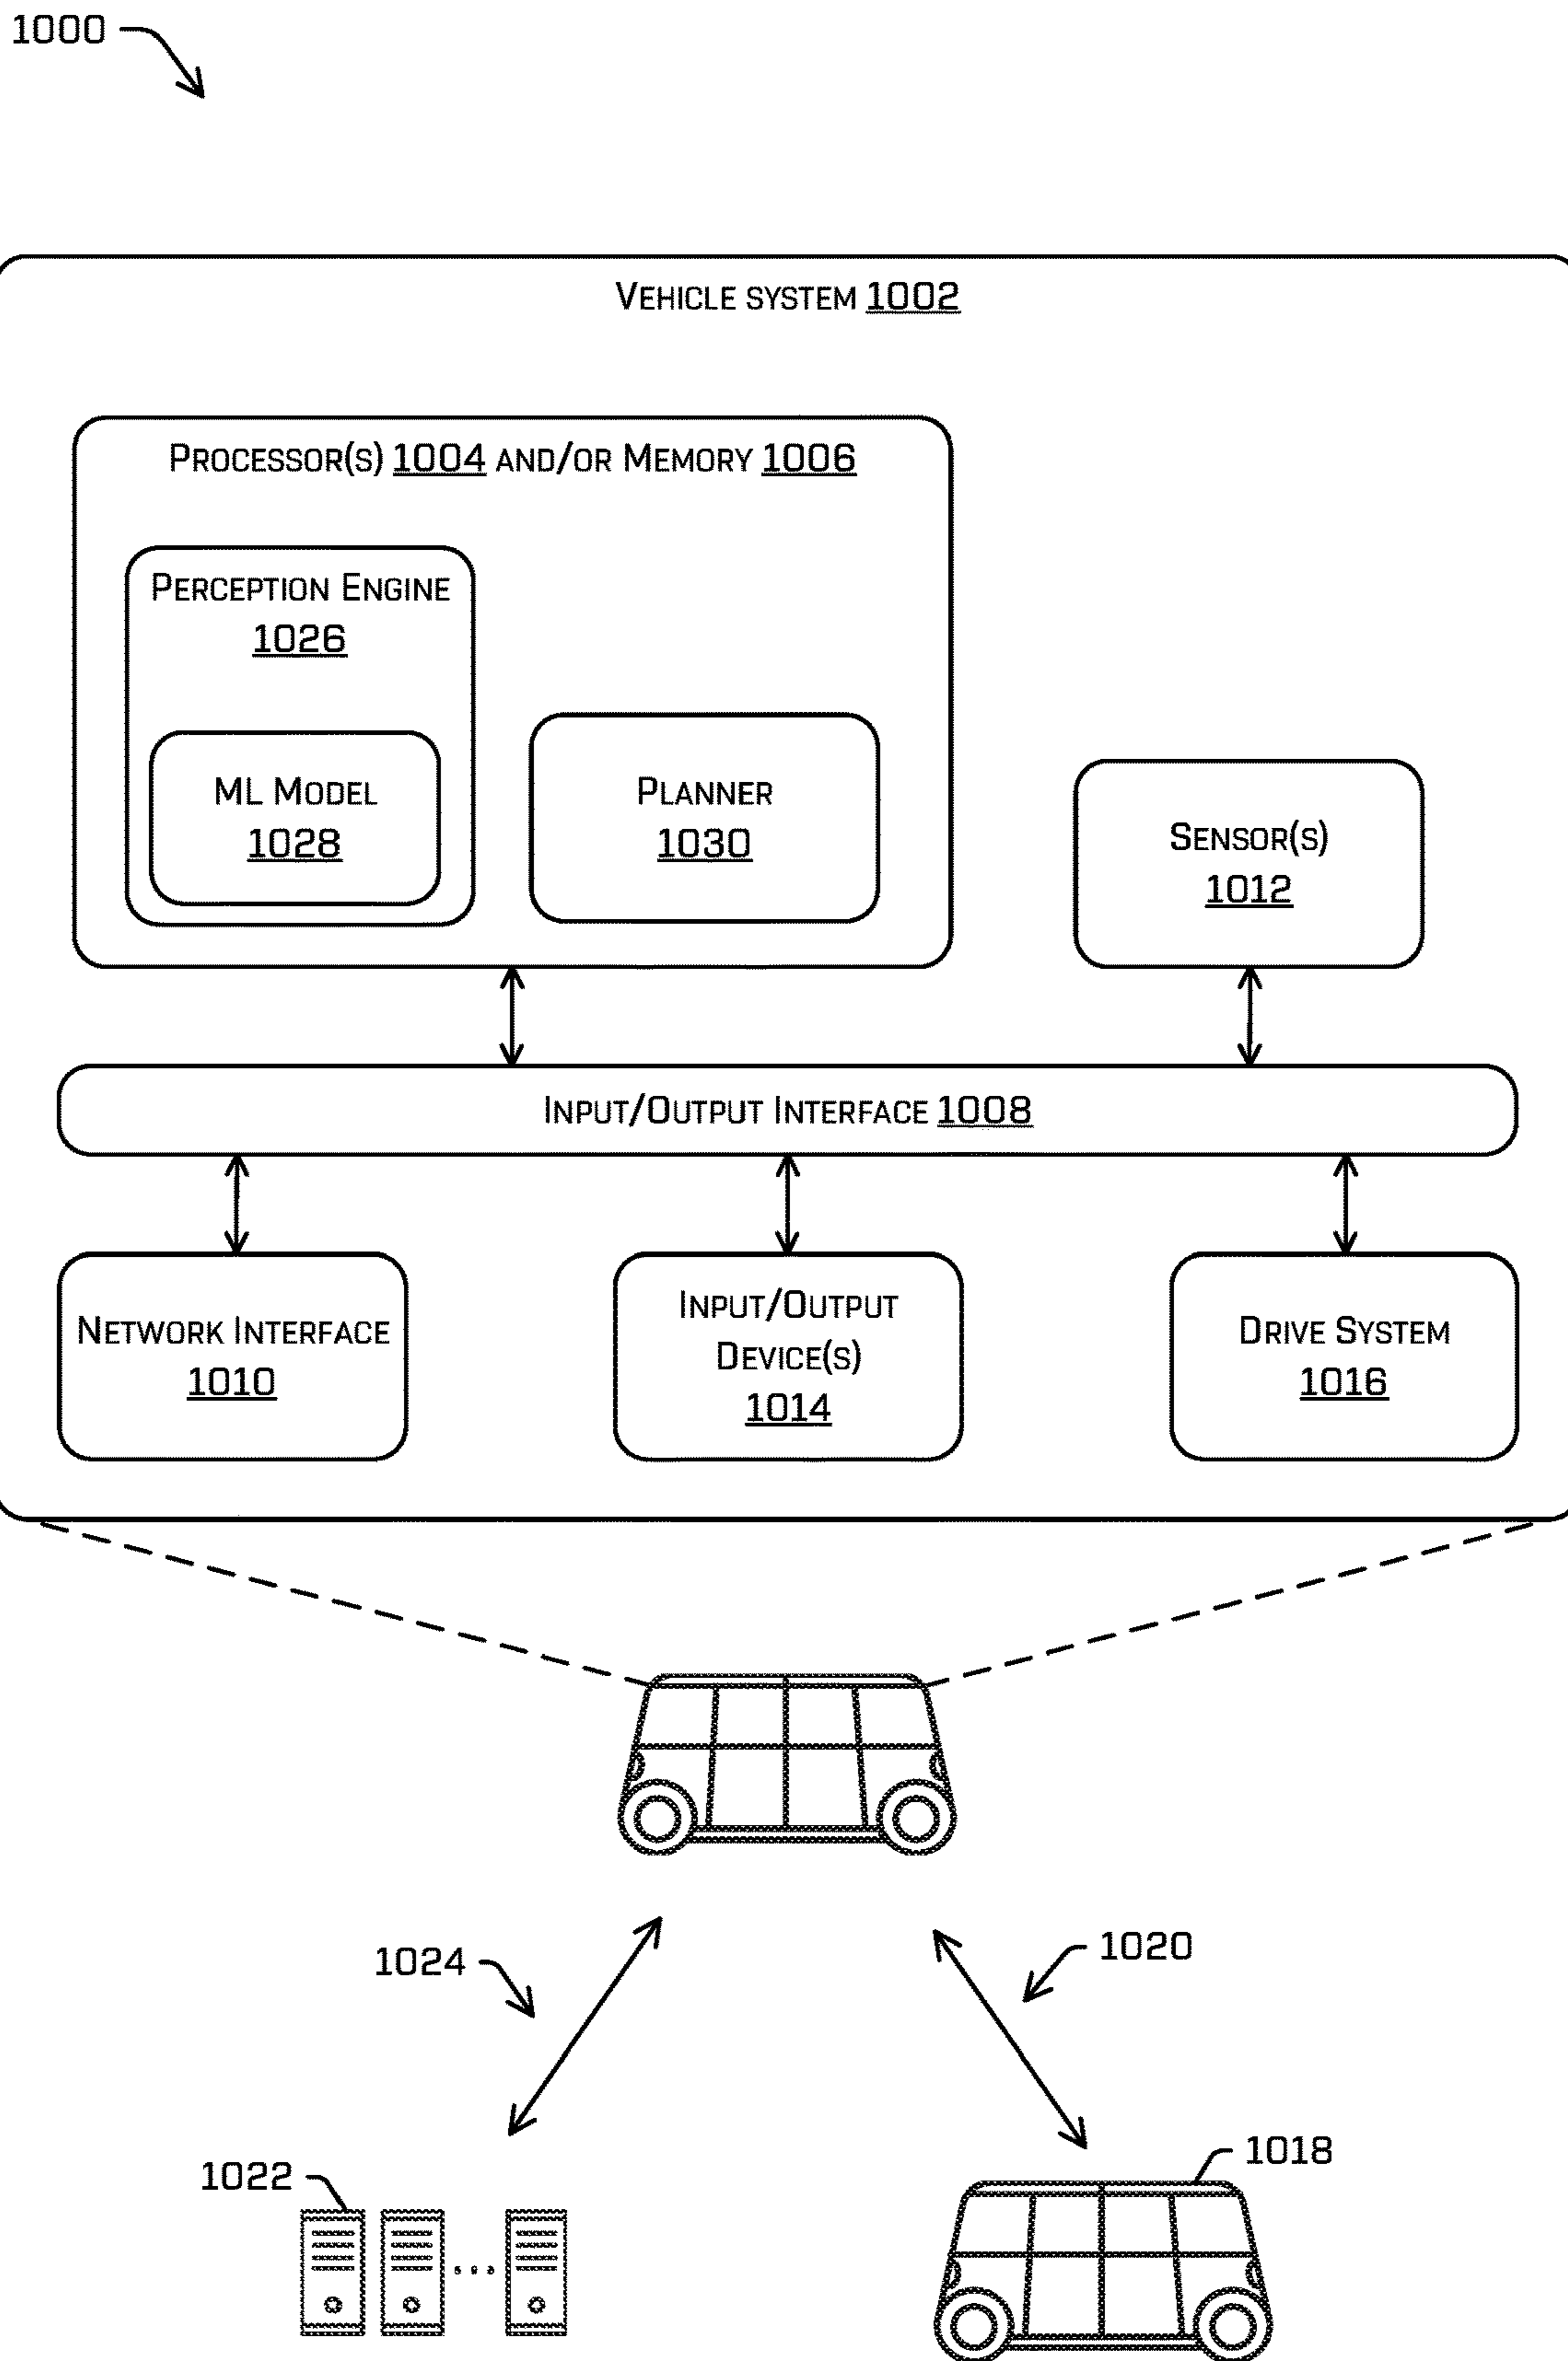 1000
Vehicle system 1002
Processor(s) 1004 and/or Memory 1006
Perception Engine
1026
ML Model
1028
Planner
1030
Sensor(s)
1012
Input/Output Interface 1008
Network Interface
1010
Input/Output
Device(s)
1014
Drive System
1016
1024
1020
1022
1018